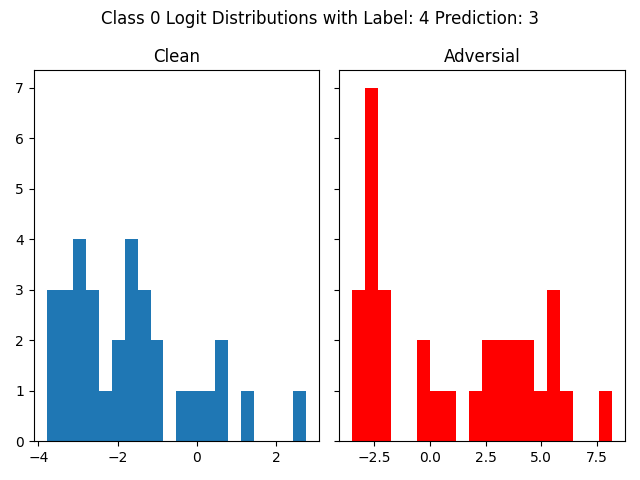 Class 0 Logit Distributions with Label: 4 Prediction: 3
Clean
Adversial
7
6
5
4
3
2
1
0
−4 −2 0 2
−2.5 0.0 2.5 5.0 7.5